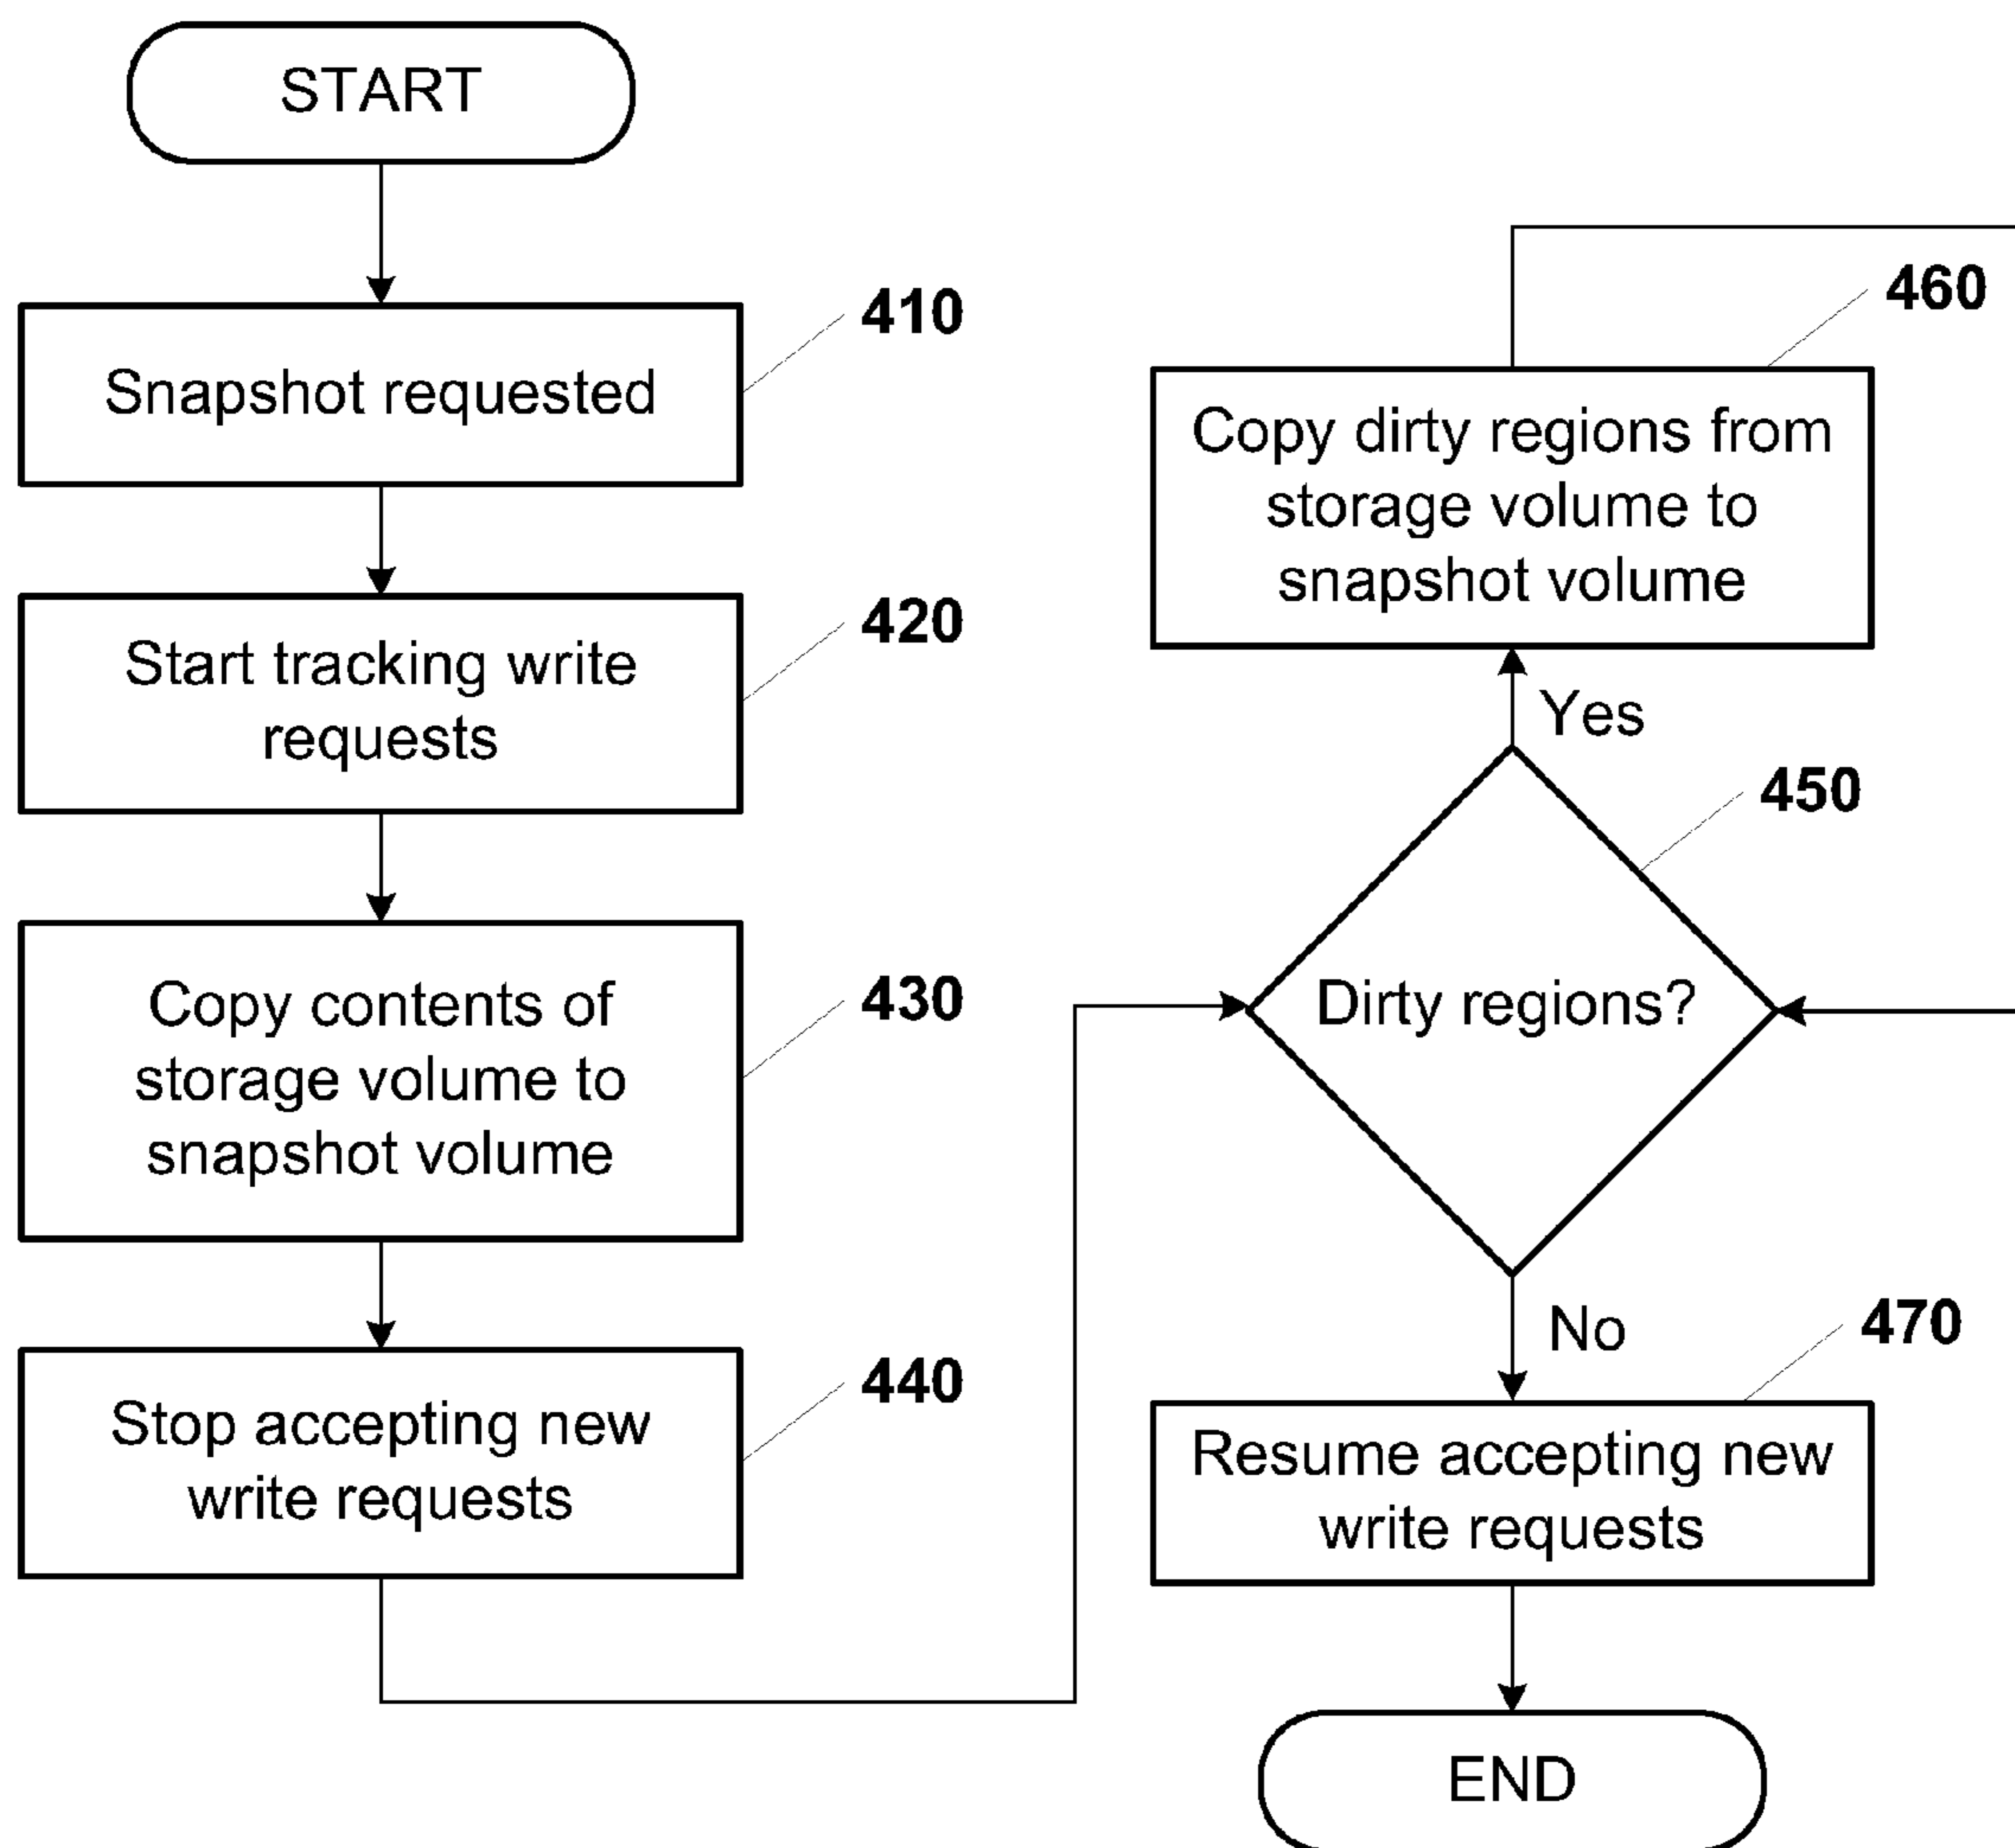 START
Snapshot requested
410
Start tracking write
requests
420
Copy contents of
storage volume to
snapshot volume
430
Stop accepting new
write requests
440
460
Copy dirty regions from
storage volume to
snapshot volume
Yes
450
Dirty regions?
No
470
Resume accepting new
write requests
END